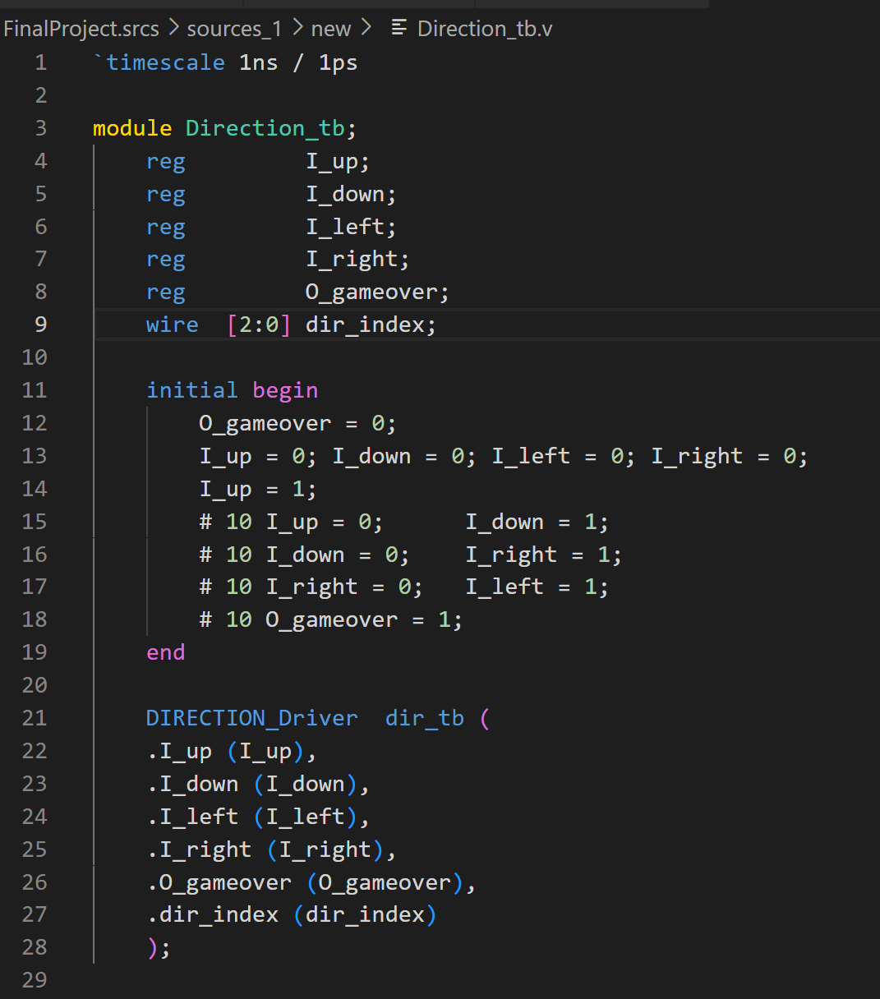 FinalProject.srcs > sources_1 > new > Direction_tb.v
1 `timescale 1ns / 1ps
2
3 module Direction_tb;
4 reg I_up;
5 reg I_down;
6 reg I_left;
7 reg I_right;
8 reg O_gameover;
9 wire [2:0] dir_index;
10
11 initial begin
12 O_gameover = 0;
13 I_up = 0; I_down = 0; I_left = 0; I_right = 0;
14 I_up = 1;
15 # 10 I_up = 0; I_down = 1;
16 # 10 I_down = 0; I_right = 1;
17 # 10 I_right = 0; I_left = 1;
18 # 10 O_gameover = 1;
19 end
20
21 DIRECTION_Driver dir_tb (
22 .I_up (I_up),
23 .I_down (I_down),
24 .I_left (I_left),
25 .I_right (I_right),
26 .O_gameover (O_gameover),
27 .dir_index (dir_index)
28 );
29